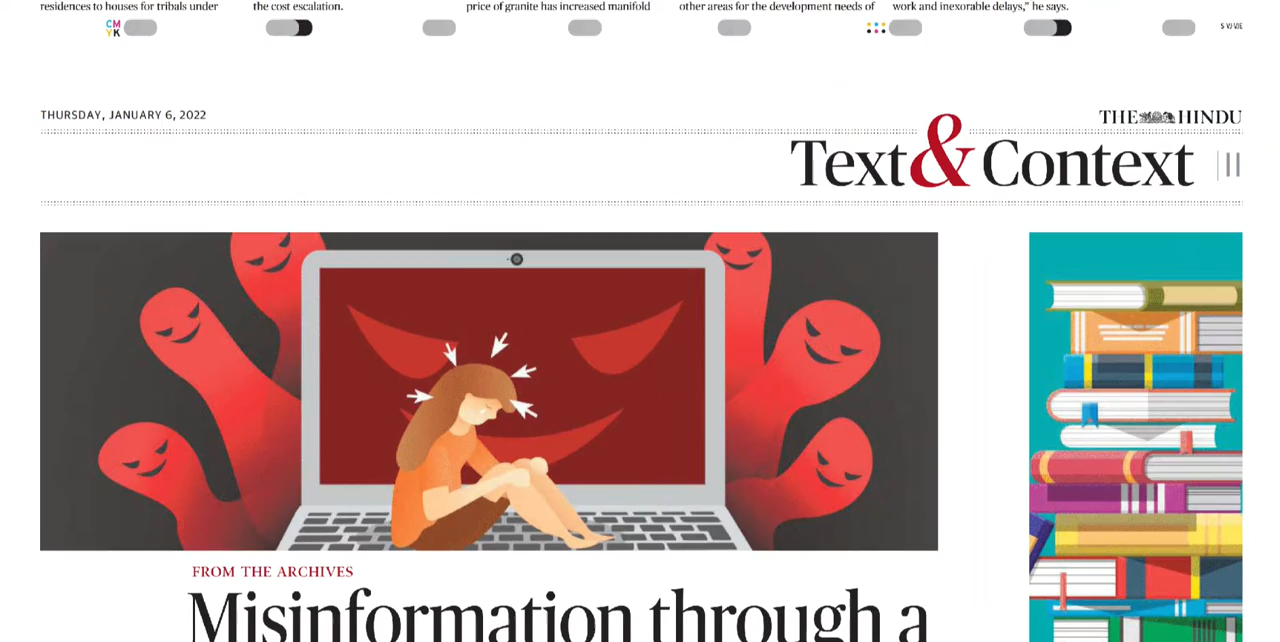 residences to houses for tribals under
the cost escalation.
price of granite has increased manifold
other areas for the development needs of
work and inexorable delays,” he says.
CM
YK
THURSDAY, JANUARY 6, 2022
THE HINDU
Text & Context
FROM THE ARCHIVES
Misinformation through a